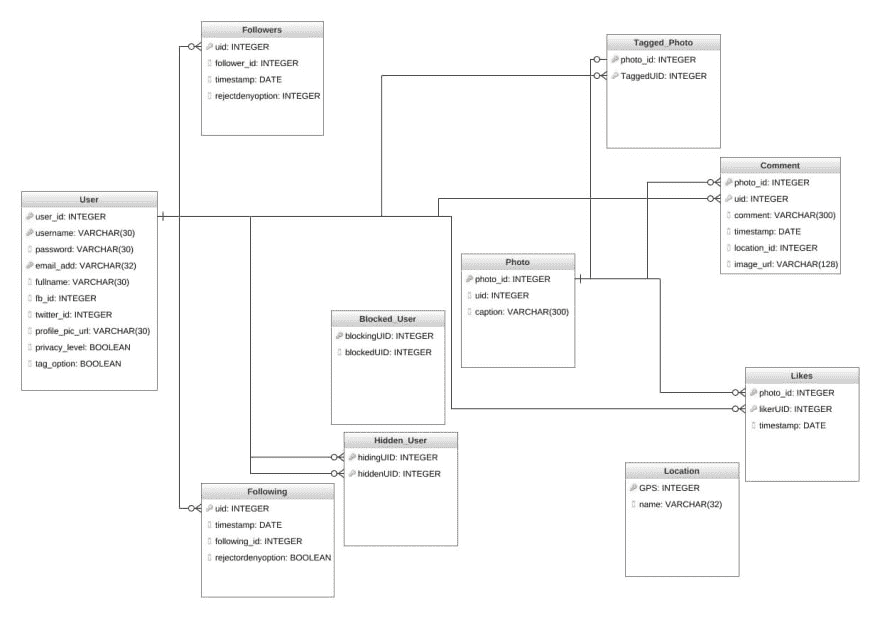 Followers
uid: INTEGER
follower_id: INTEGER
timestamp: DATE
rejectdenyoption: INTEGER
Tagged_Photo
photo_id: INTEGER
TaggedUID: INTEGER
Comment
photo_id: INTEGER
uid: INTEGER
comment: VARCHAR(300)
timestamp: DATE
location_id: INTEGER
image_url: VARCHAR(128)
User
user_id: INTEGER
username: VARCHAR(30)
password: VARCHAR(30)
email_add: VARCHAR(32)
fullname: VARCHAR(30)
fb_id: INTEGER
twitter_id: INTEGER
profile_pic_url: VARCHAR(30)
privacy_level: BOOLEAN
tag_option: BOOLEAN
Photo
photo_id: INTEGER
uid: INTEGER
caption: VARCHAR(300)
Blocked_User
blockingUID: INTEGER
blockedUID: INTEGER
Likes
photo_id: INTEGER
likerUID: INTEGER
timestamp: DATE
Hidden_User
hidingUID: INTEGER
hiddenUID: INTEGER
Location
GPS: INTEGER
name: VARCHAR(32)
Following
uid: INTEGER
timestamp: DATE
following_id: INTEGER
rejectordenyoption: BOOLEAN